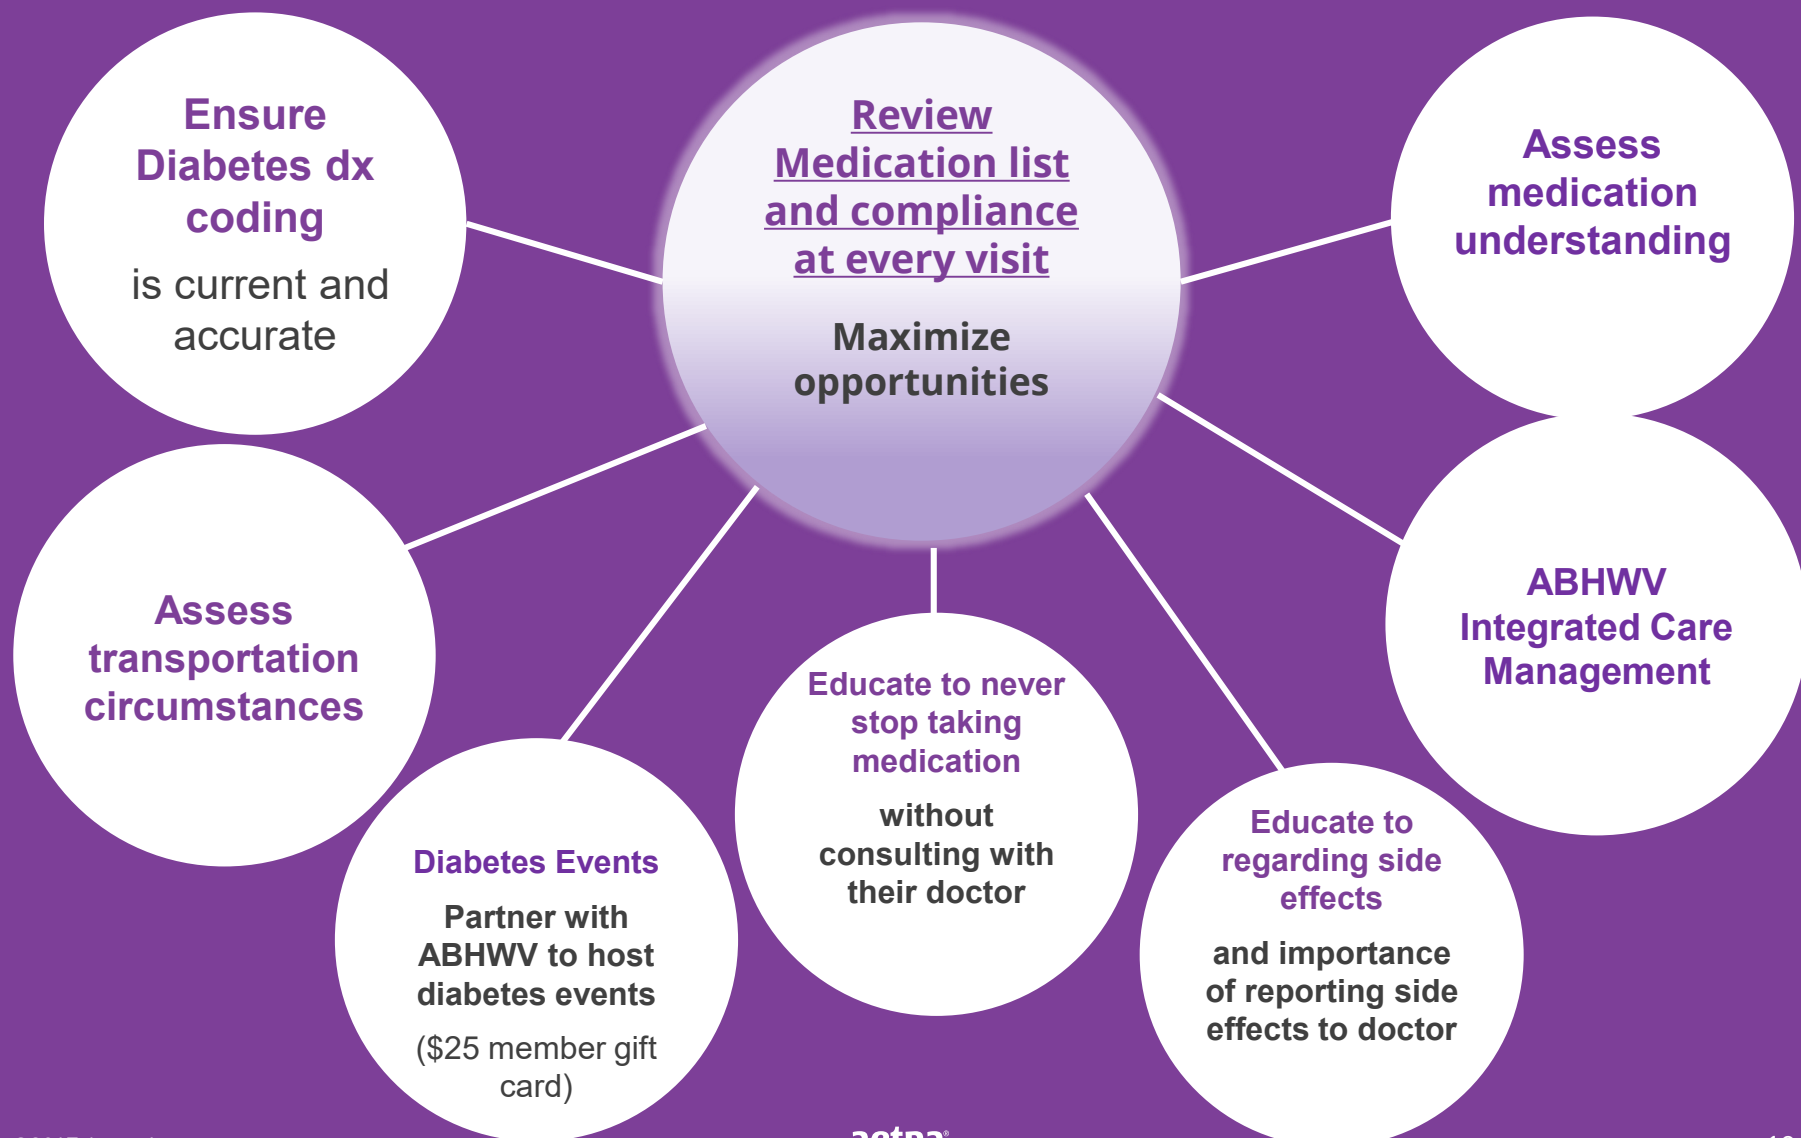 Ensure
Diabetes dx
coding
is current and
accurate
Review
Medication list
and compliance
at every visit
Maximize
opportunities
Assess
medication
understanding
Assess
transportation
circumstances
ABHWV
Integrated Care
Management
Diabetes Events
Partner with
ABHWV to host
diabetes events
($25 member gift
card)
Educate to never
stop taking
medication
without
consulting with
their doctor
Educate to
regarding side
effects
and importance
of reporting side
effects to doctor
aetna®